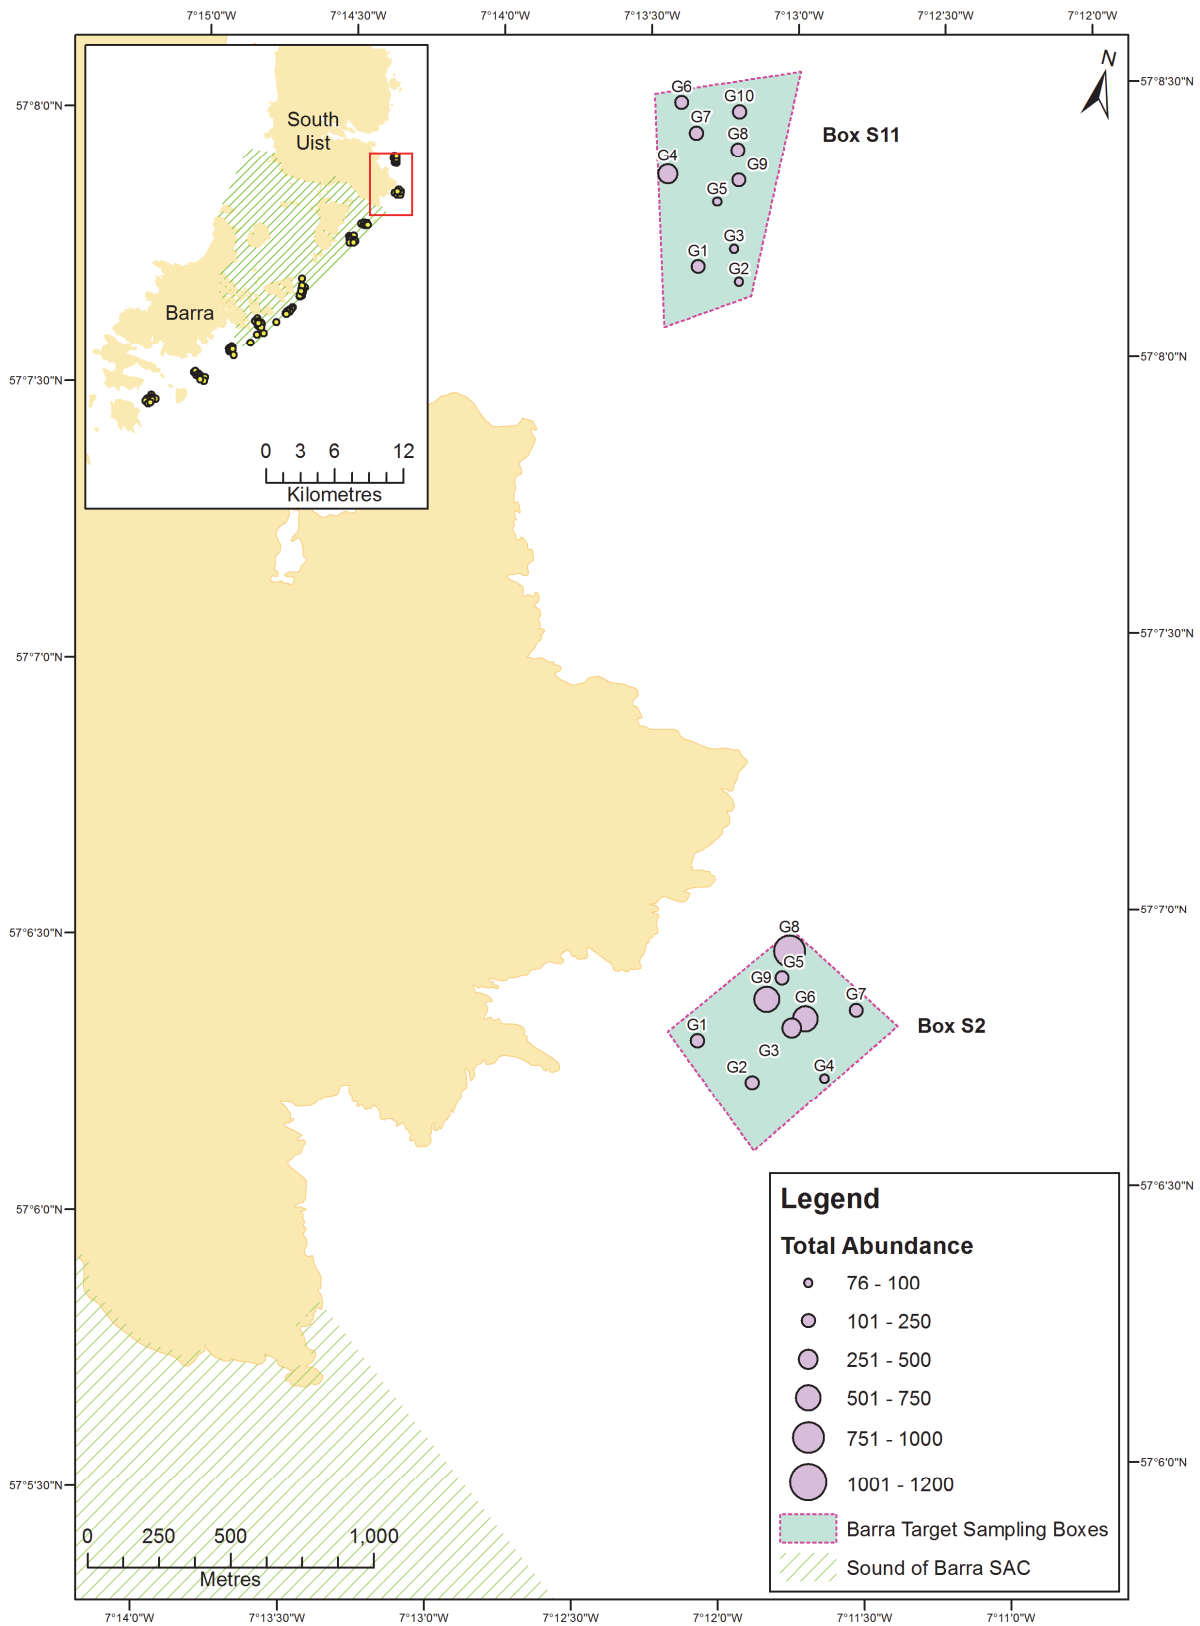 7°15'0"W 7°14'30"W 7°14'0"W 7°13'30"W 7°13'0"W 7°12'30"W 7°12'0"W
N
57°8'0"N
57°7'30"N
57°7'0"N
57°6'30"N
57°6'0"N
57°5'30"N
57°8'30"N
57°8'0"N
57°7'30"N
57°7'0"N
57°6'30"N
57°6'0"N
South
Uist
Barra
0 3 6 12
Kilometres
G6
G10
G7
G8
G4
G9
G5
G3
G1
G2
Box S11
G8
G5
G9
G6
G7
G1
G3
G2
G4
Box S2
Legend
Total Abundance
76 - 100
101 - 250
251 - 500
501 - 750
751 - 1000
1001 - 1200
Barra Target Sampling Boxes
Sound of Barra SAC
0 250 500 1,000
Metres
7°14'0"W 7°13'30"W 7°13'0"W 7°12'30"W 7°12'0"W 7°11'30"W 7°11'0"W